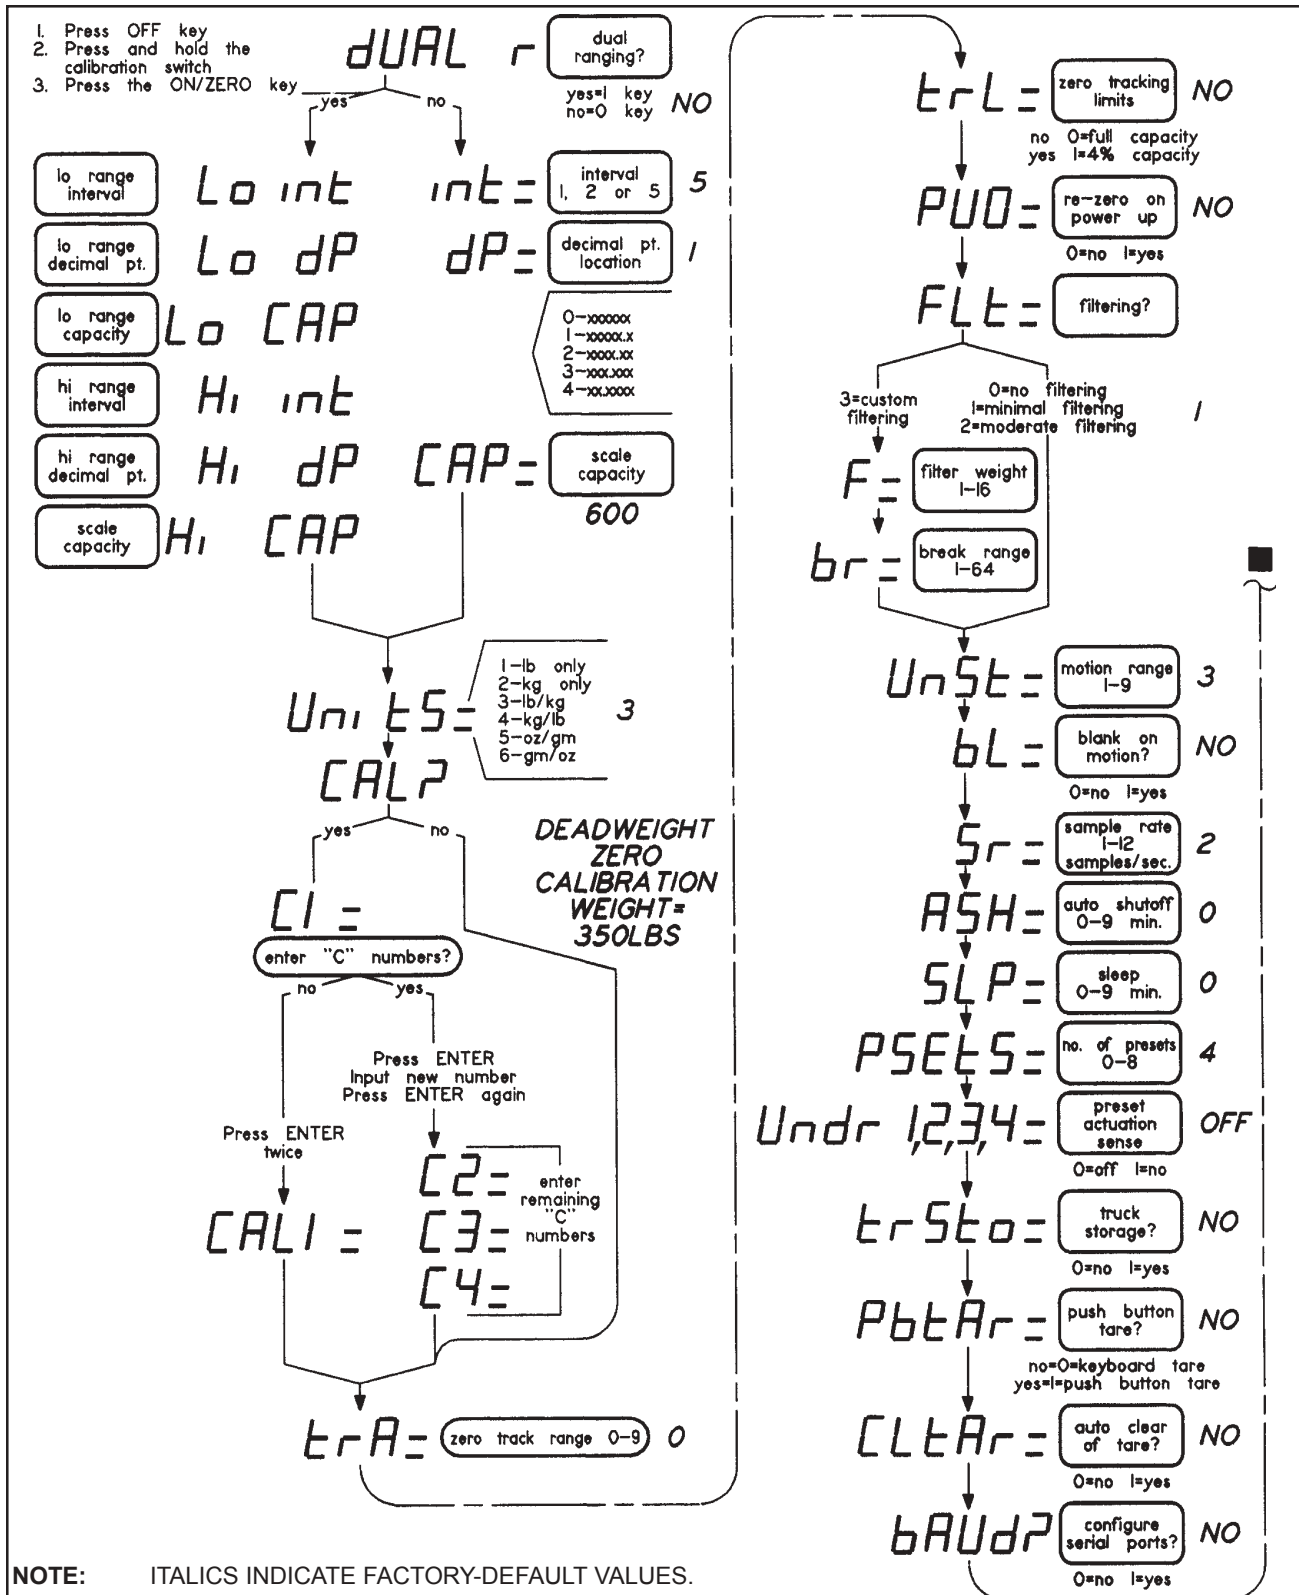 1. Press OFF key
2. Press and hold the
calibration switch
3. Press the ON/ZERO key
dUAL r
dual
ranging?
yes=1 key
no=0 key
NO
yes
no
lo range
interval
Lo int
int=
interval
1, 2 or 5
5
lo range
decimal pt.
Lo dP
dP=
decimal pt.
location
1
lo range
capacity
Lo CAP
0-xxxxxx
1-xxxxx.x
2-xxxx.xx
3-xxx.xxx
4-xx.xxxx
hi range
interval
Hi int
hi range
decimal pt.
Hi dP
CAP=
scale
capacity
600
scale
capacity
Hi CAP
UnitS=
1-lb only
2-kg only
3-lb/kg
4-kg/lb
5-oz/gm
6-gm/oz
3
CAL?
yes
no
DEADWEIGHT
ZERO
CALIBRATION
WEIGHT=
350LBS
C1 =
enter "C" numbers?
no
yes
Press ENTER
Input new number
Press ENTER again
Press ENTER
twice
CAL1 =
C2=
C3=
C4=
enter
remaining
"C"
numbers
trA=
zero track range 0-9
0
trL=
zero tracking
limits
NO
no 0=full capacity
yes 1=4% capacity
PUO=
re-zero on
power up
NO
0=no 1=yes
FLt=
filtering?
3=custom
filtering
0=no filtering
1=minimal filtering
2=moderate filtering
1
F=
filter weight
1-16
br=
break range
1-64
UnSt=
motion range
1-9
3
bL=
blank on
motion?
NO
0=no 1=yes
Sr=
sample rate
1-12
samples/sec.
2
ASH=
auto shutoff
0-9 min.
0
SLP=
sleep
0-9 min.
0
PSEtS=
no. of presets
0-8
4
Undr 1,2,3,4=
preset
actuation
sense
OFF
0=off 1=no
trSto=
truck
storage?
NO
0=no 1=yes
PbtAr=
push button
tare?
NO
no=0=keyboard tare
yes=1=push button tare
CLtAr=
auto clear
of tare?
NO
0=no 1=yes
bAUd?
configure
serial ports?
NO
0=no 1=yes
NOTE: ITALICS INDICATE FACTORY-DEFAULT VALUES.